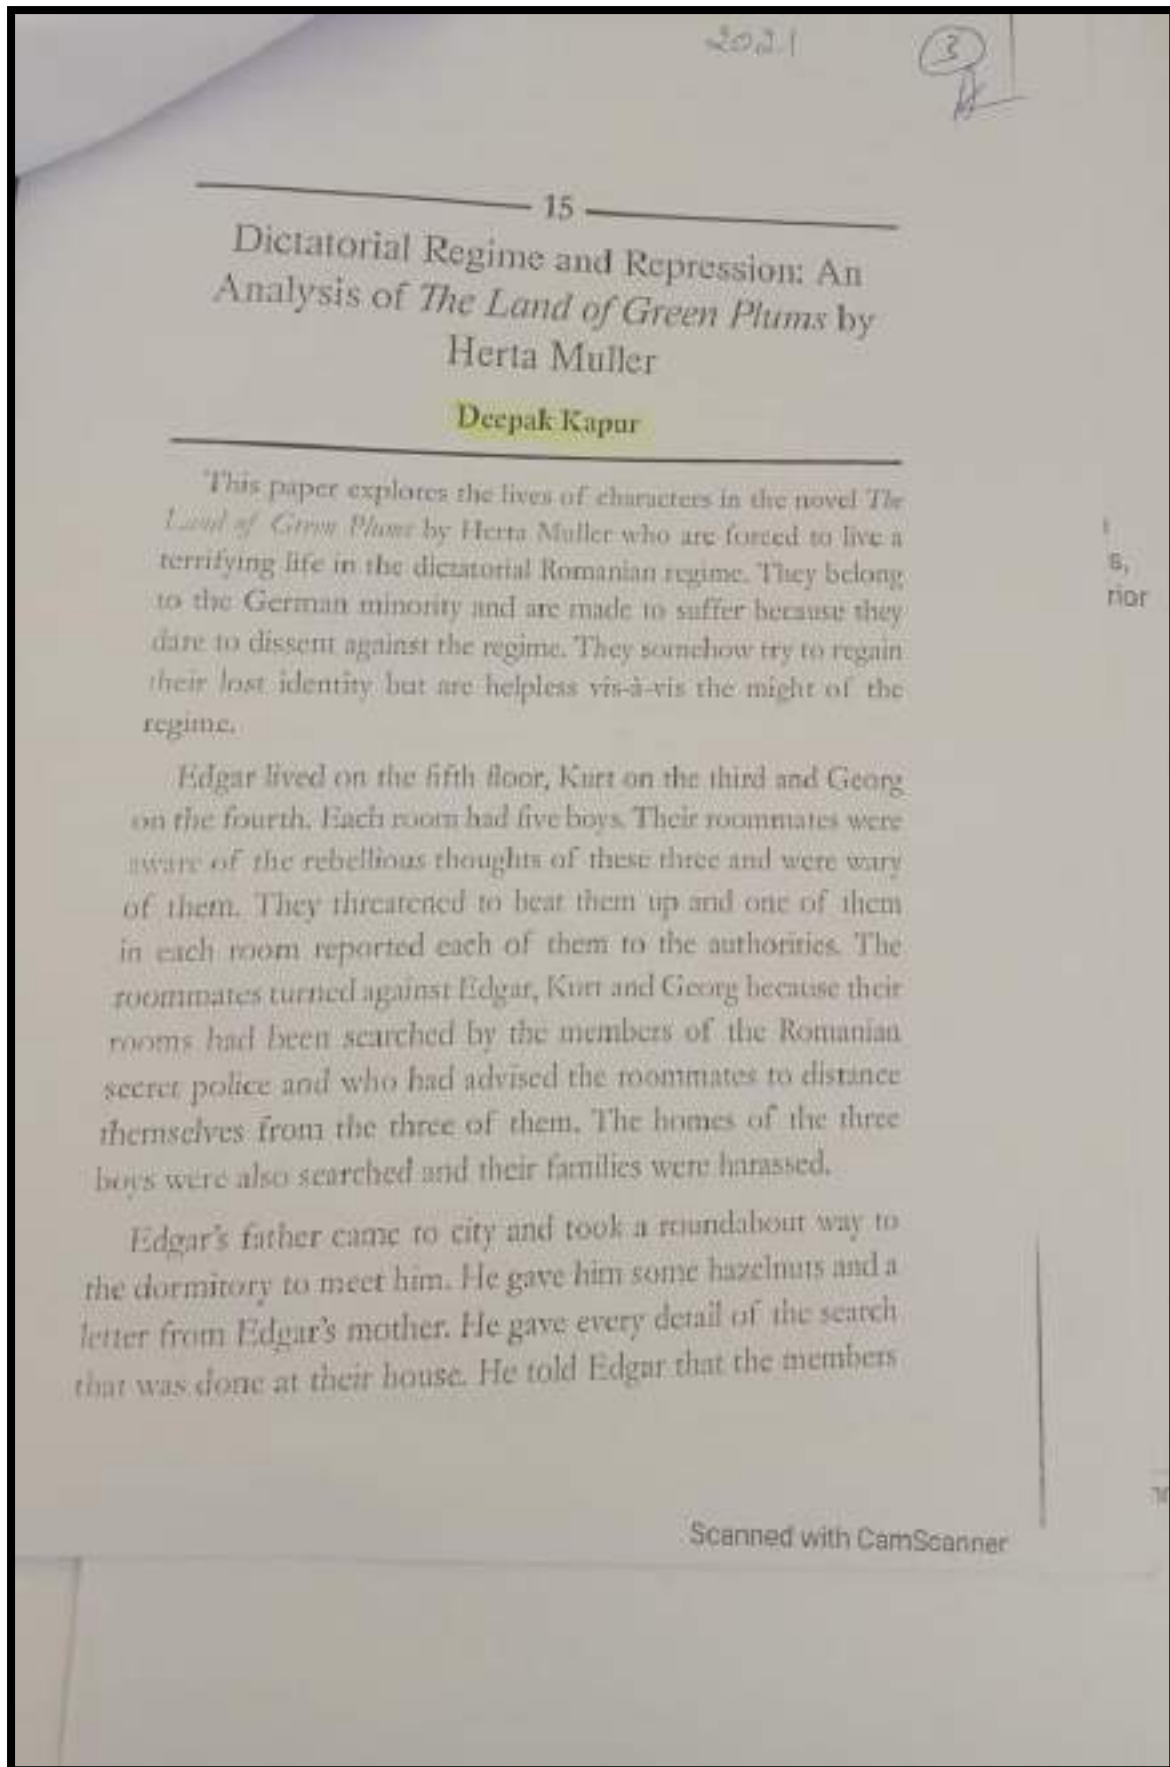 2021
3
15
Dictatorial Regime and Repression: An
Analysis of The Land of Green Plums by
Herta Muller
Deepak Kapur
This paper explores the lives of characters in the novel The
Land of Green Plums by Herta Muller who are forced to live a
terrifying life in the dictatorial Romanian regime. They belong
to the German minority and are made to suffer because they
dare to dissent against the regime. They somehow try to regain
their lost identity but are helpless vis-à-vis the might of the
regime.
Edgar lived on the fifth floor, Kurt on the third and Georg
on the fourth. Each room had five boys. Their roommates were
aware of the rebellious thoughts of these three and were wary
of them. They threatened to beat them up and one of them
in each room reported each of them to the authorities. The
roommates turned against Edgar, Kurt and Georg because their
rooms had been searched by the members of the Romanian
secret police and who had advised the roommates to distance
themselves from the three of them. The homes of the three
boys were also searched and their families were harassed.
Edgar's father came to city and took a roundabout way to
the dormitory to meet him. He gave him some hazelnuts and a
letter from Edgar's mother. He gave every detail of the search
that was done at their house. He told Edgar that the members
s,
rior
Scanned with CamScanner